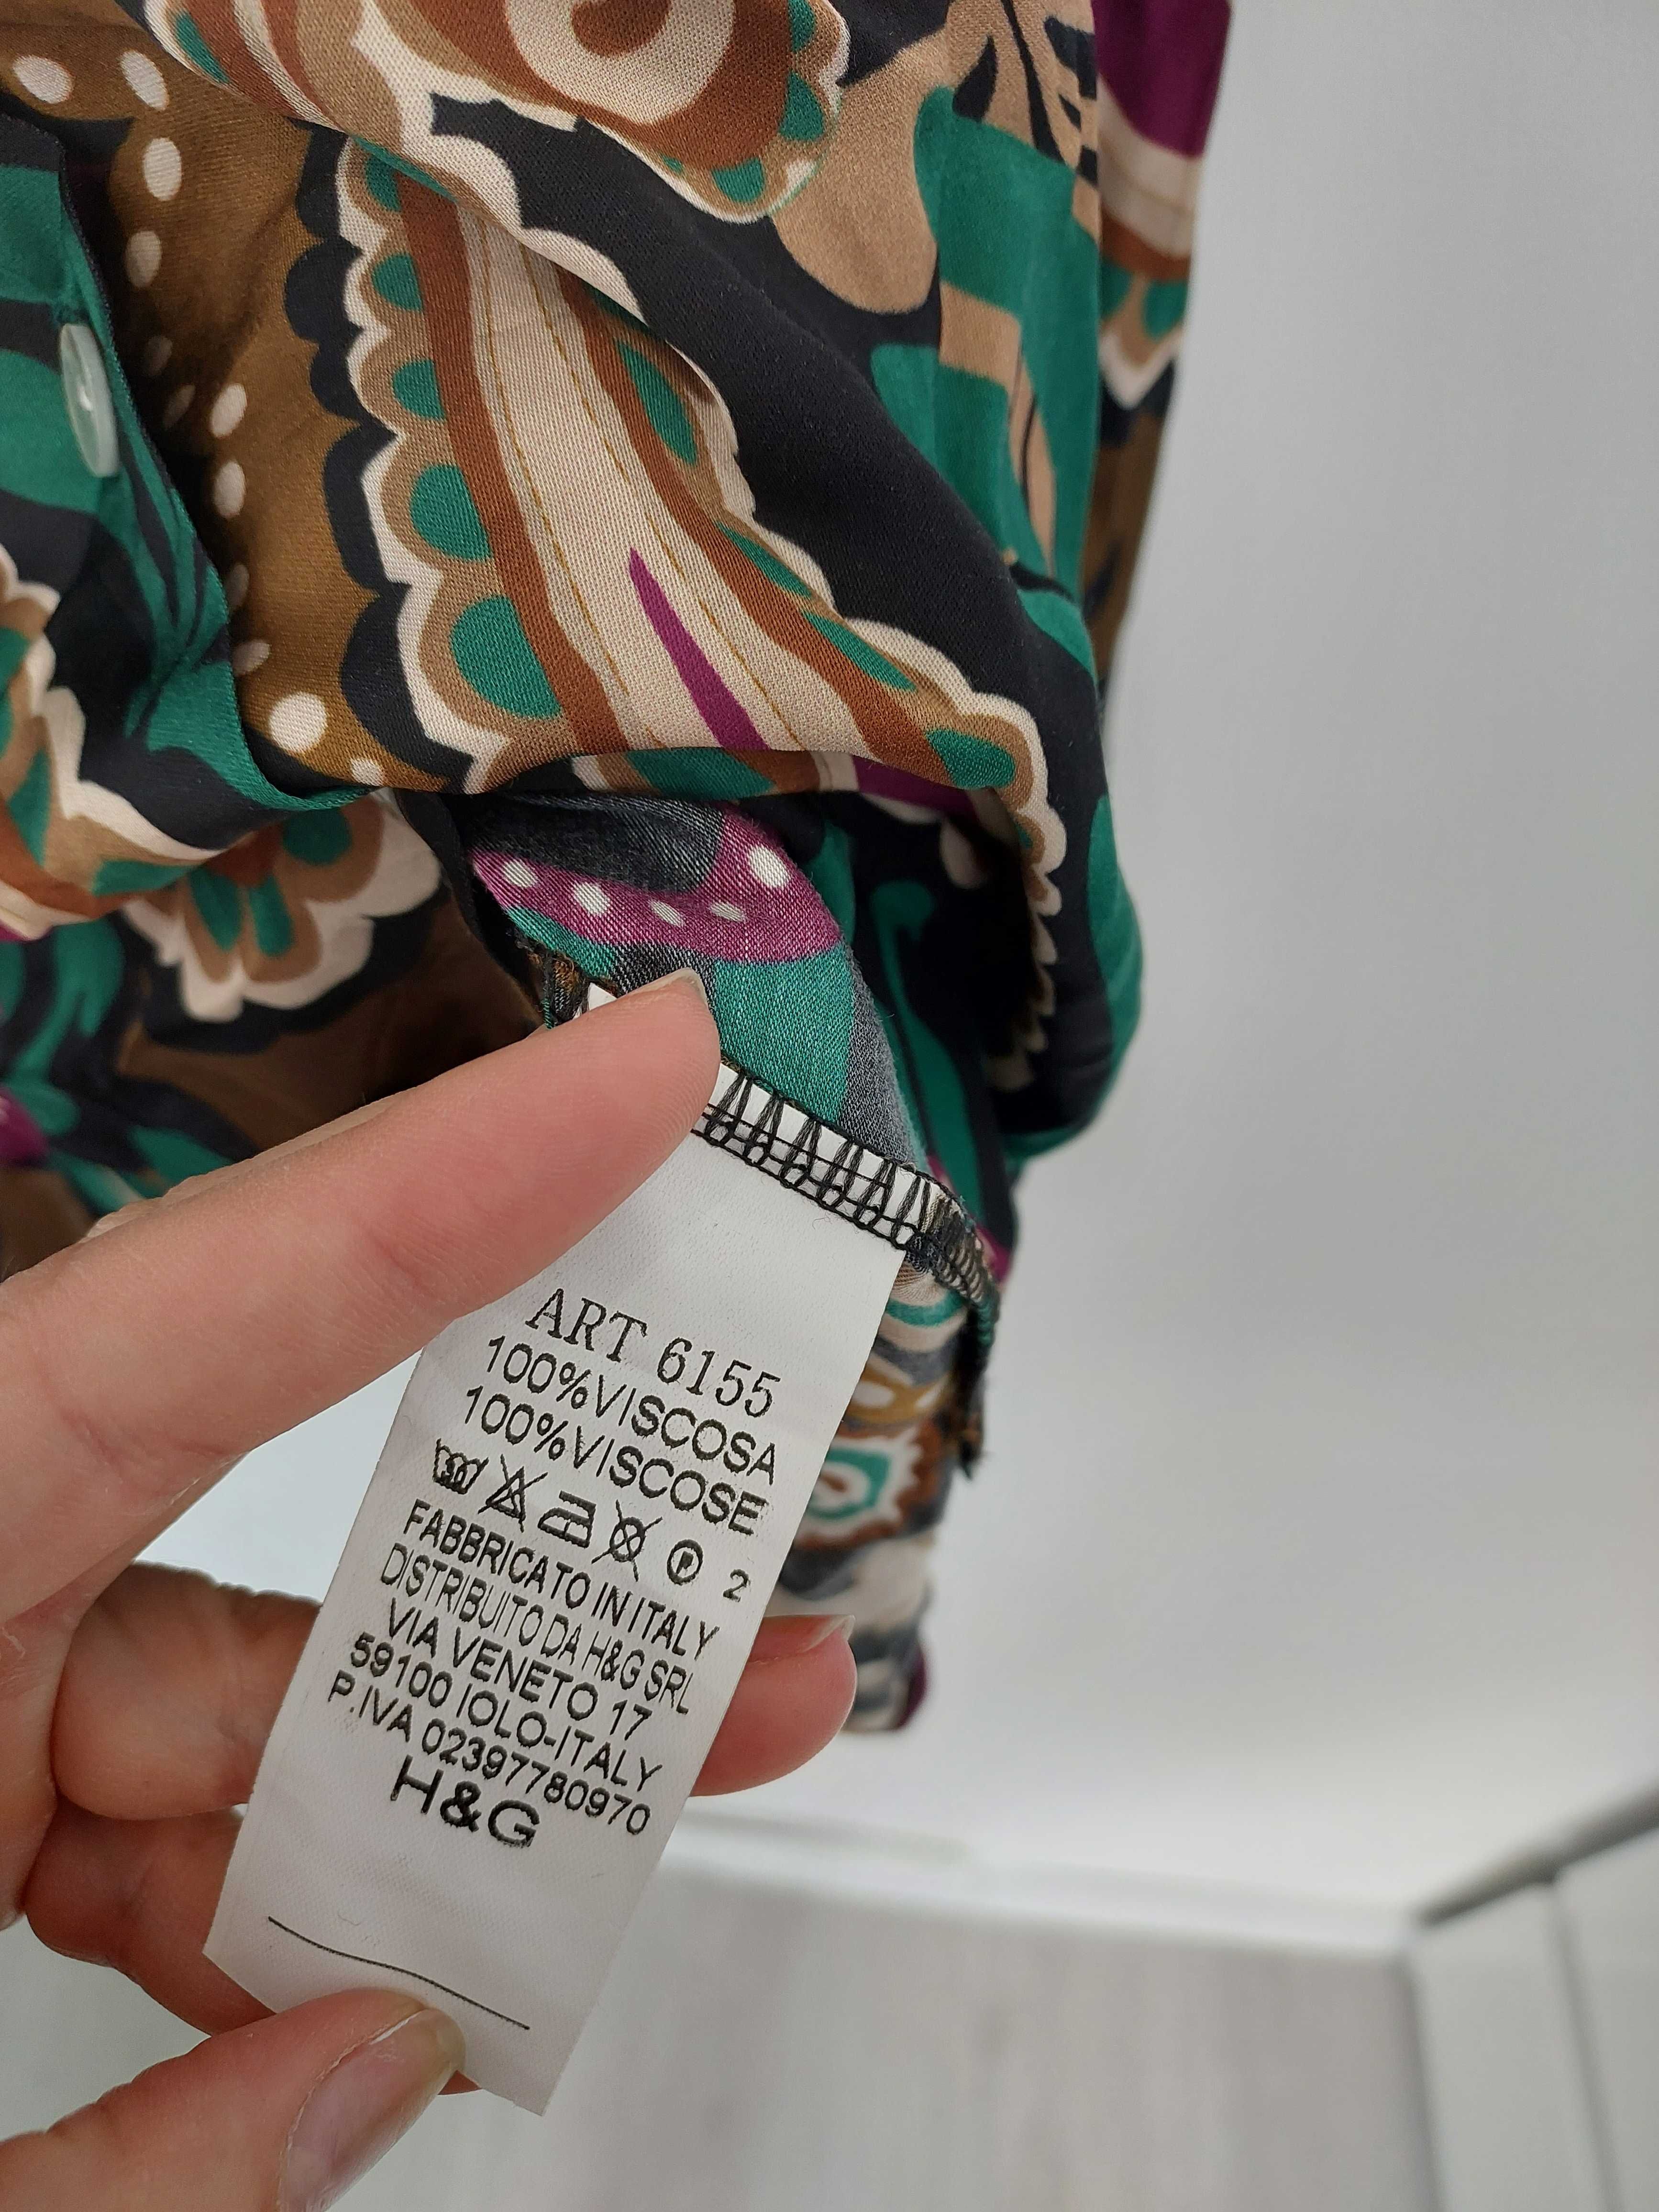 ART 6155
100%VISCOSA
100%VISCOSE
30 P 2
FABBRICATO IN ITALY
DISTRIBUITO DA H&G SRL
VIA VENETO 17
59100 IOLO-ITALY
P.IVA 02397780970
H&G